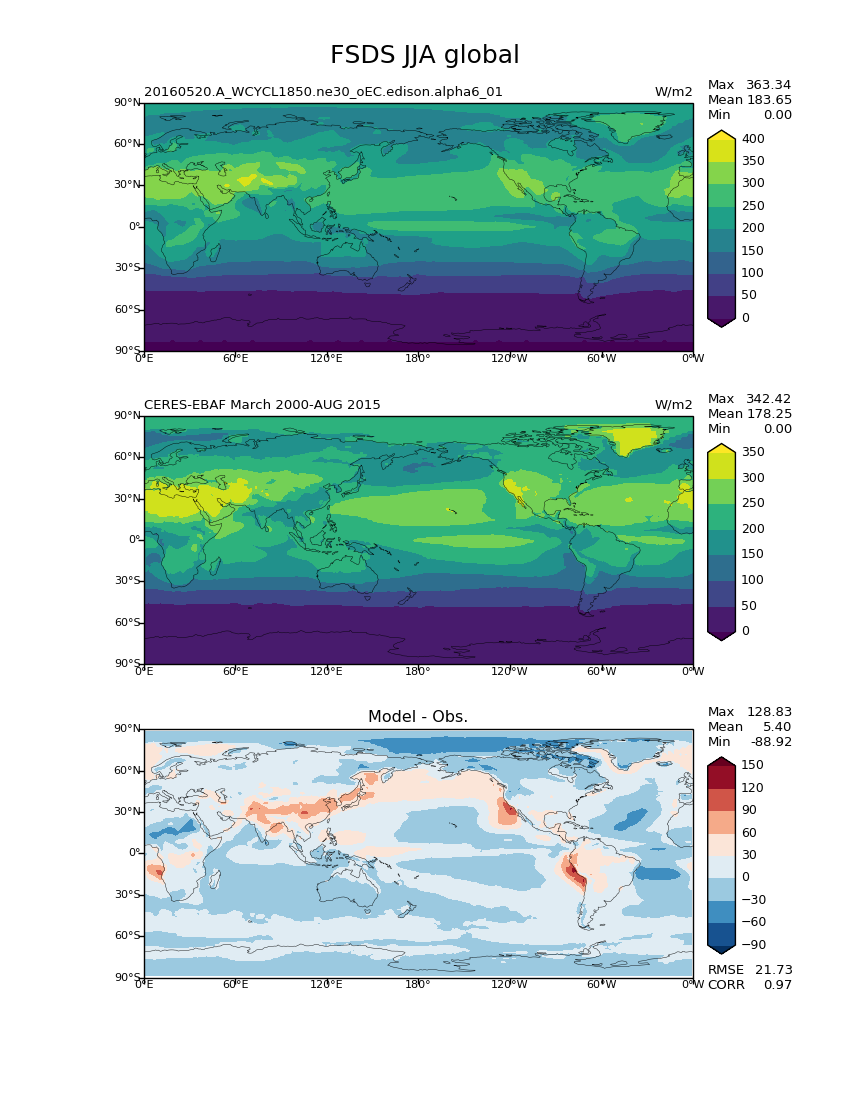 FSDS JJA global
20160520.A_WCYCL1850.ne30_oEC.edison.alpha6_01 W/m2
Max 363.34
Mean 183.65
Min 0.00
90°N
60°N
30°N
0°
30°S
60°S
90°S
0°E 60°E 120°E 180° 120°W 60°W 0°W
400
350
300
250
200
150
100
50
0
CERES-EBAF March 2000-AUG 2015 W/m2
Max 342.42
Mean 178.25
Min 0.00
90°N
60°N
30°N
0°
30°S
60°S
90°S
0°E 60°E 120°E 180° 120°W 60°W 0°W
350
300
250
200
150
100
50
0
Model - Obs.
Max 128.83
Mean 5.40
Min -88.92
90°N
60°N
30°N
0°
30°S
60°S
90°S
0°E 60°E 120°E 180° 120°W 60°W 0°W
150
120
90
60
30
0
−30
−60
−90
RMSE 21.73
CORR 0.97